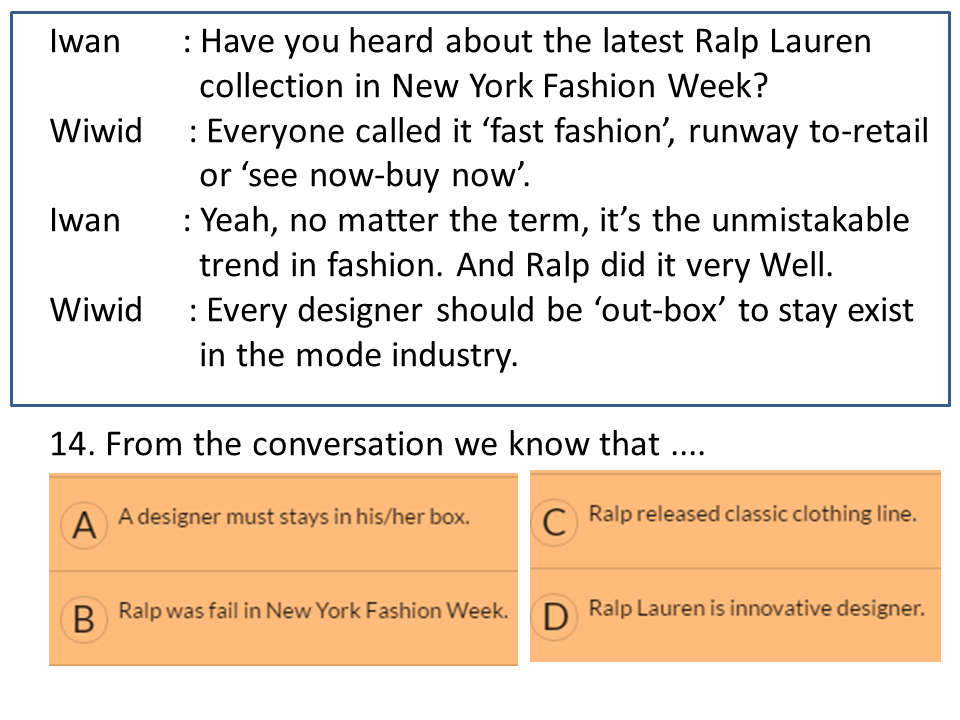 Iwan : Have you heard about the latest Ralp Lauren
collection in New York Fashion Week?
Wiwid : Everyone called it ‘fast fashion’, runway to-retail
or ‘see now-buy now’.
Iwan : Yeah, no matter the term, it’s the unmistakable
trend in fashion. And Ralp did it very Well.
Wiwid : Every designer should be ‘out-box’ to stay exist
in the mode industry.
14. From the conversation we know that ....
A A designer must stays in his/her box.
B Ralp was fail in New York Fashion Week.
C Ralp released classic clothing line.
D Ralp Lauren is innovative designer.